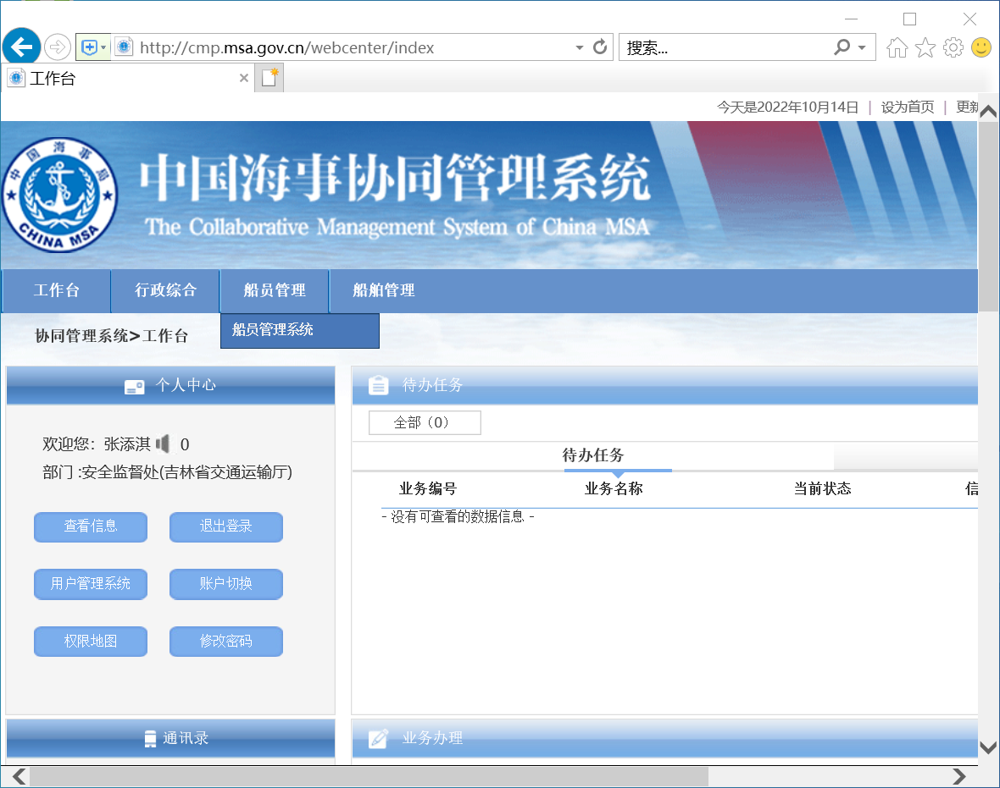 http://cmp.msa.gov.cn/webcenter/index
搜索...
工作台
今天是2022年10月14日 | 设为首页 | 更新
中国海事局
CHINA MSA
中国海事协同管理系统
The Collaborative Management System of China MSA
工作台 行政综合 船员管理 船舶管理
船员管理系统
协同管理系统>工作台
个人中心
欢迎您：张添淇 0
部门 :安全监督处(吉林省交通运输厅)
查看信息 退出登录
用户管理系统 账户切换
权限地图 修改密码
通讯录
待办任务
全部（0）
待办任务
业务编号 业务名称 当前状态 信
- 没有可查看的数据信息 -
业务办理